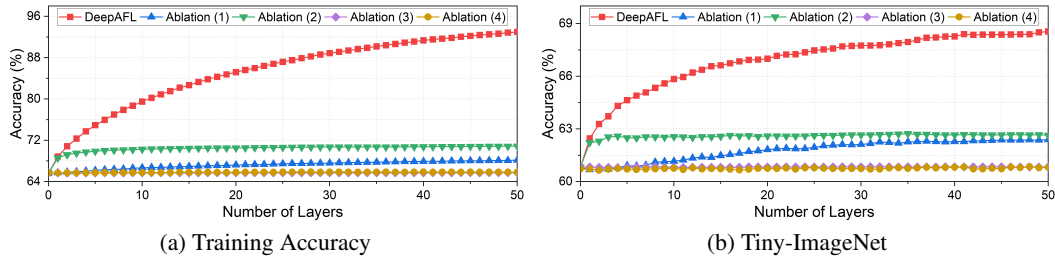 DeepAFL Ablation (1) Ablation (2) Ablation (3) Ablation (4)
96
88
80
72
64
Accuracy (%)
0 10 20 30 40 50
Number of Layers
(a) Training Accuracy
DeepAFL Ablation (1) Ablation (2) Ablation (3) Ablation (4)
69
66
63
60
Accuracy (%)
0 10 20 30 40 50
Number of Layers
(b) Tiny-ImageNet